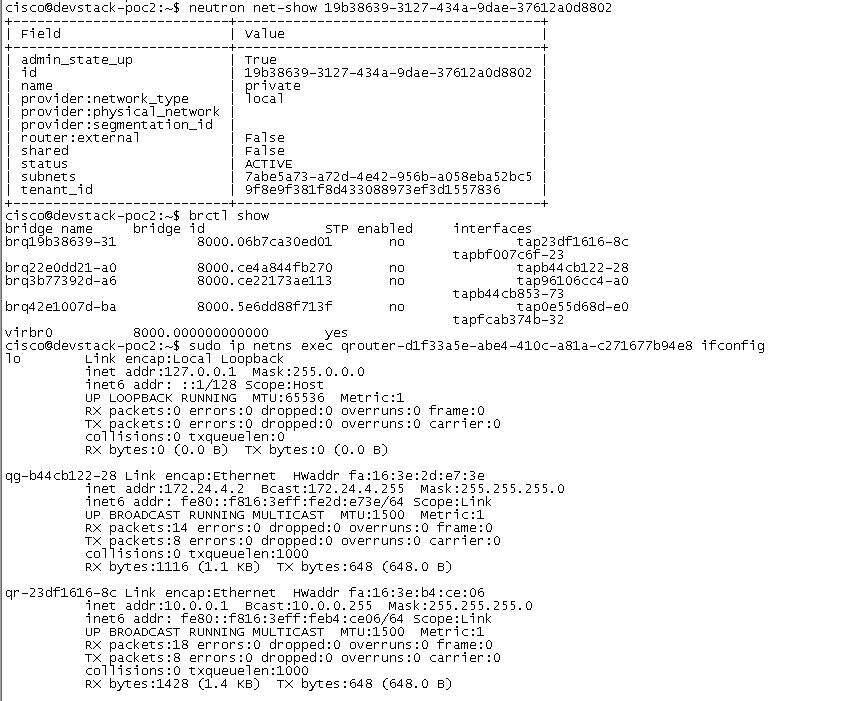 cisco@devstack-poc2:~$ neutron net-show 19b38639-3127-434a-9dae-37612a0d8802
+---------------------------+--------------------------------------+
| Field                     | Value                                |
+---------------------------+--------------------------------------+
| admin_state_up            | True                                 |
| id                        | 19b38639-3127-434a-9dae-37612a0d8802 |
| name                      | private                              |
| provider:network_type     | local                                |
| provider:physical_network |                                      |
| provider:segmentation_id  |                                      |
| router:external           | False                                |
| shared                    | False                                |
| status                    | ACTIVE                               |
| subnets                   | 7abe5a73-a72d-4e42-956b-a058eba52bc5 |
| tenant_id                 | 9f8e9f381f8d433088973ef3d1557836     |
+---------------------------+--------------------------------------+
cisco@devstack-poc2:~$ brctl show
bridge name     bridge id               STP enabled     interfaces
brq19b38639-31          8000.06b7ca30ed01       no              tap23df1616-8c
                                                        tapbf007c6f-23
brq22e0dd21-a0          8000.ce4a844fb270       no              tapb44cb122-28
brq3b77392d-a6          8000.ce22173ae113       no              tap96106cc4-a0
                                                        tapb44cb853-73
brq42e1007d-ba          8000.5e6dd88f713f       no              tap0e55d68d-e0
                                                        tapfcab374b-32
virbr0          8000.000000000000       yes
cisco@devstack-poc2:~$ sudo ip netns exec qrouter-d1f33a5e-abe4-410c-a81a-c271677b94e8 ifconfig
lo        Link encap:Local Loopback
          inet addr:127.0.0.1  Mask:255.0.0.0
          inet6 addr: ::1/128 Scope:Host
          UP LOOPBACK RUNNING  MTU:65536  Metric:1
          RX packets:0 errors:0 dropped:0 overruns:0 frame:0
          TX packets:0 errors:0 dropped:0 overruns:0 carrier:0
          collisions:0 txqueuelen:0
          RX bytes:0 (0.0 B)  TX bytes:0 (0.0 B)
qg-b44cb122-28 Link encap:Ethernet  HWaddr fa:16:3e:2d:e7:3e
          inet addr:172.24.4.2  Bcast:172.24.4.255  Mask:255.255.255.0
          inet6 addr: fe80::f816:3eff:fe2d:e73e/64 Scope:Link
          UP BROADCAST RUNNING MULTICAST  MTU:1500  Metric:1
          RX packets:14 errors:0 dropped:0 overruns:0 frame:0
          TX packets:8 errors:0 dropped:0 overruns:0 carrier:0
          collisions:0 txqueuelen:1000
          RX bytes:1116 (1.1 KB)  TX bytes:648 (648.0 B)
qr-23df1616-8c Link encap:Ethernet  HWaddr fa:16:3e:b4:ce:06
          inet addr:10.0.0.1  Bcast:10.0.0.255  Mask:255.255.255.0
          inet6 addr: fe80::f816:3eff:feb4:ce06/64 Scope:Link
          UP BROADCAST RUNNING MULTICAST  MTU:1500  Metric:1
          RX packets:18 errors:0 dropped:0 overruns:0 frame:0
          TX packets:8 errors:0 dropped:0 overruns:0 carrier:0
          collisions:0 txqueuelen:1000
          RX bytes:1428 (1.4 KB)  TX bytes:648 (648.0 B)